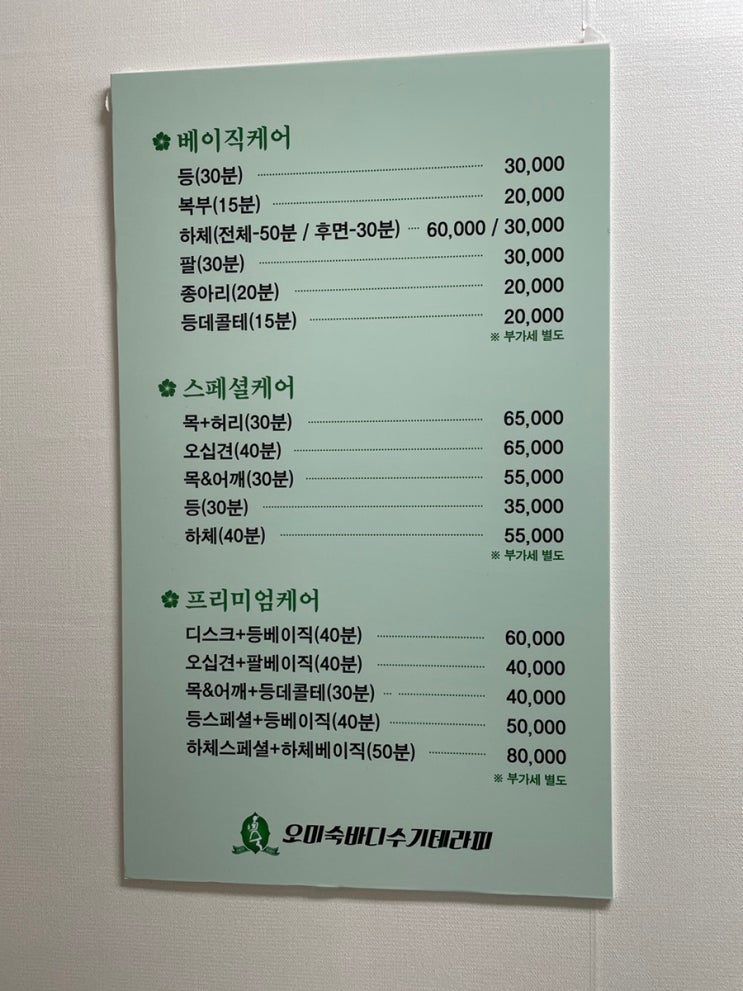 베이직케어
등(30분) 30,000
복부(15분) 20,000
하체(전체-50분 / 후면-30분) 60,000 / 30,000
팔(30분) 30,000
종아리(20분) 20,000
등데콜테(15분) 20,000
※ 부가세 별도
스페셜케어
목+허리(30분) 65,000
오십견(40분) 65,000
목&어깨(30분) 55,000
등(30분) 35,000
하체(40분) 55,000
※ 부가세 별도
프리미엄케어
디스크+등베이직(40분) 60,000
오십견+팔베이직(40분) 40,000
목&어깨+등데콜테(30분) 40,000
등스페셜+등베이직(40분) 50,000
하체스페셜+하체베이직(50분) 80,000
※ 부가세 별도
오미숙바디수기테라피